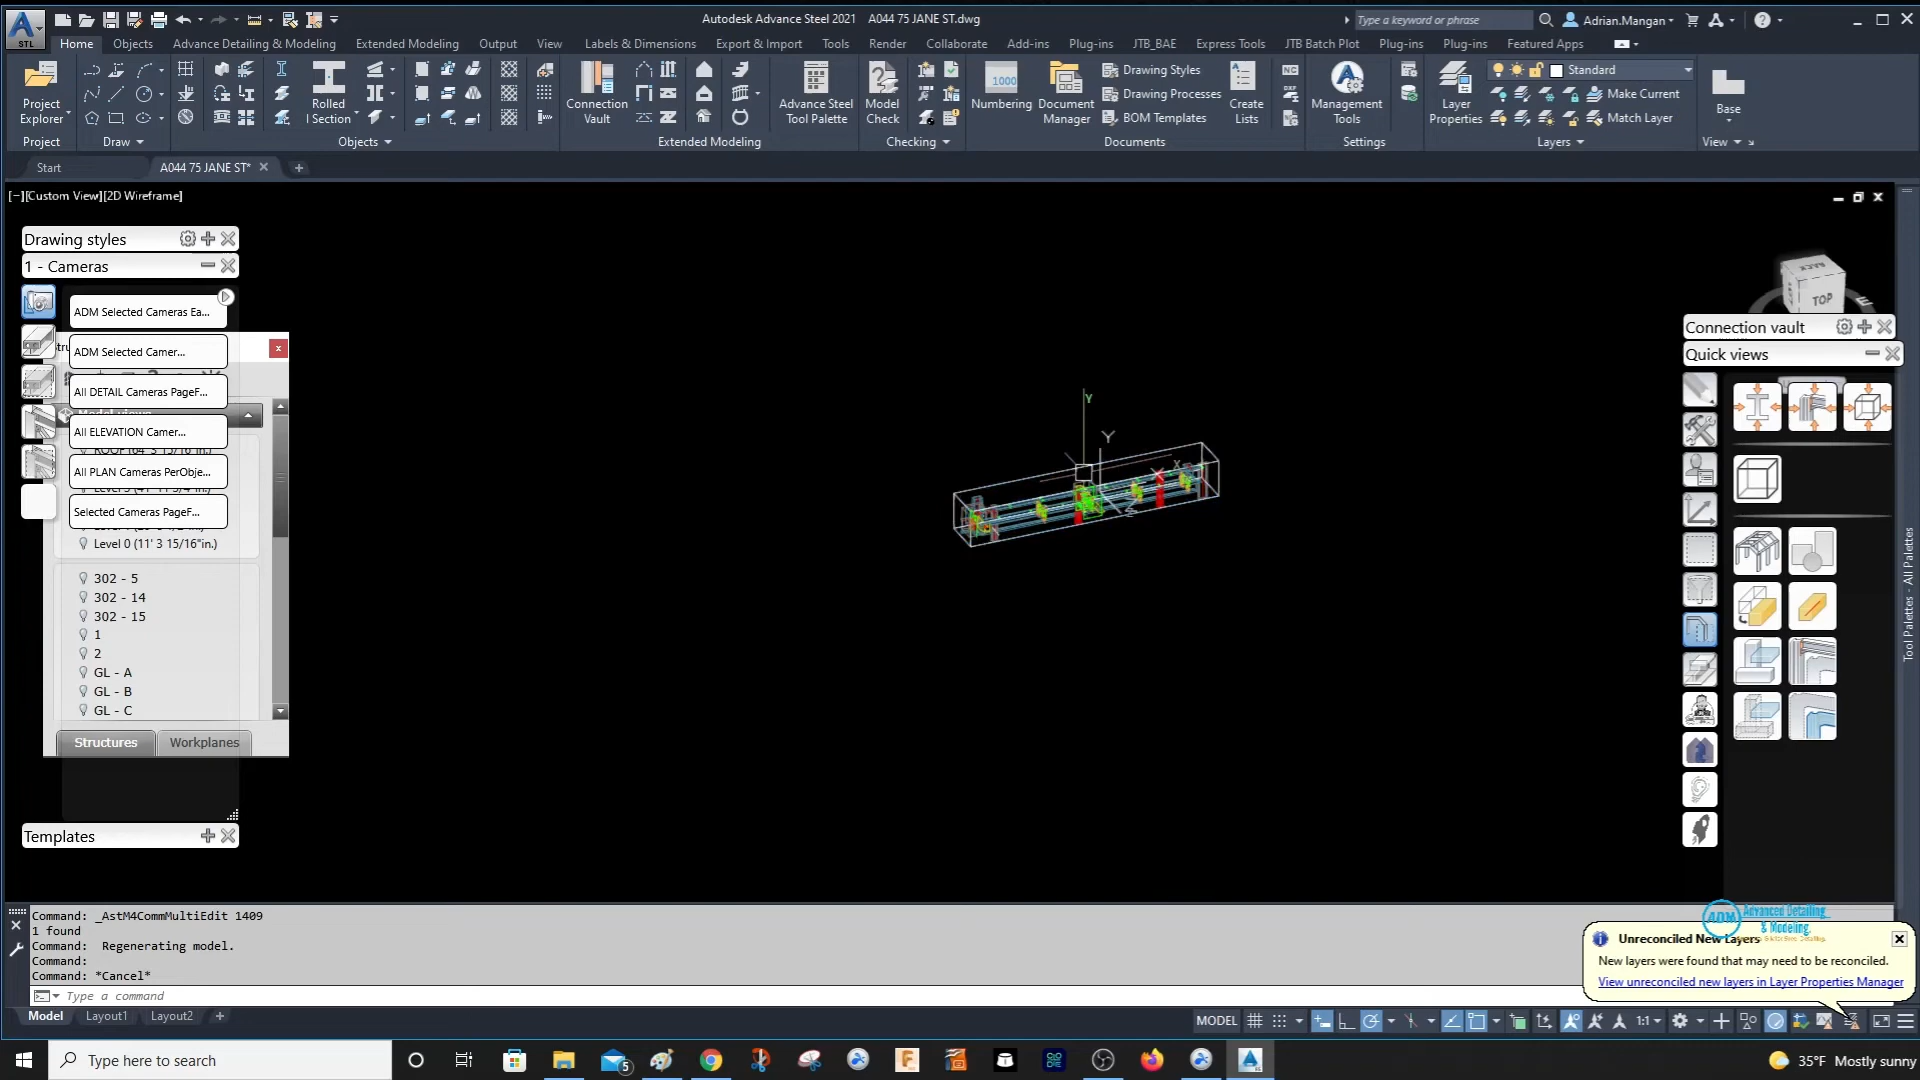 Autodesk Advance Steel 2021 A044 75 JANE ST.dwg
Type a keyword or phrase
Adrian.Mangan
STL
Home Objects Advance Detailing & Modeling Extended Modeling Output View Labels & Dimensions Export & Import Tools Render Collaborate Add-ins Plug-ins JTB_BAE Express Tools JTB Batch Plot Plug-ins Plug-ins Featured Apps
Project Explorer
Rolled I Section
Connection Vault
Advance Steel Tool Palette
Model Check
1000
Numbering
Document Manager
Drawing Styles
Drawing Processes
BOM Templates
Create Lists
NC
DXF
Management Tools
Layer Properties
Standard
Make Current
Match Layer
Base
Project Draw Objects Extended Modeling Checking Documents Settings Layers View
Start A044 75 JANE ST*
[−][Custom View][2D Wireframe]
Drawing styles
1 - Cameras
ADM Selected Cameras Ea...
ADM Selected Camer...
All DETAIL Cameras PageF...
All ELEVATION Camer...
All PLAN Cameras PerObje...
Selected Cameras PageF...
Level 0 (11' 3 15/16"in.)
302 - 5
302 - 14
302 - 15
1
2
GL - A
GL - B
GL - C
Structures Workplanes
Templates
Y
Y
X
BACK
TOP
E
Connection vault
Quick views
Tool Palettes - All Palettes
Command: _AstM4CommMultiEdit 1409
1 found
Command: Regenerating model.
Command:
Command: *Cancel*
Type a command
ADM Advanced Detailing
& Modeling.
Unreconciled New Layers
New layers were found that may need to be reconciled.
View unreconciled new layers in Layer Properties Manager
Model Layout1 Layout2
MODEL 1:1
Type here to search
5
35°F Mostly sunny